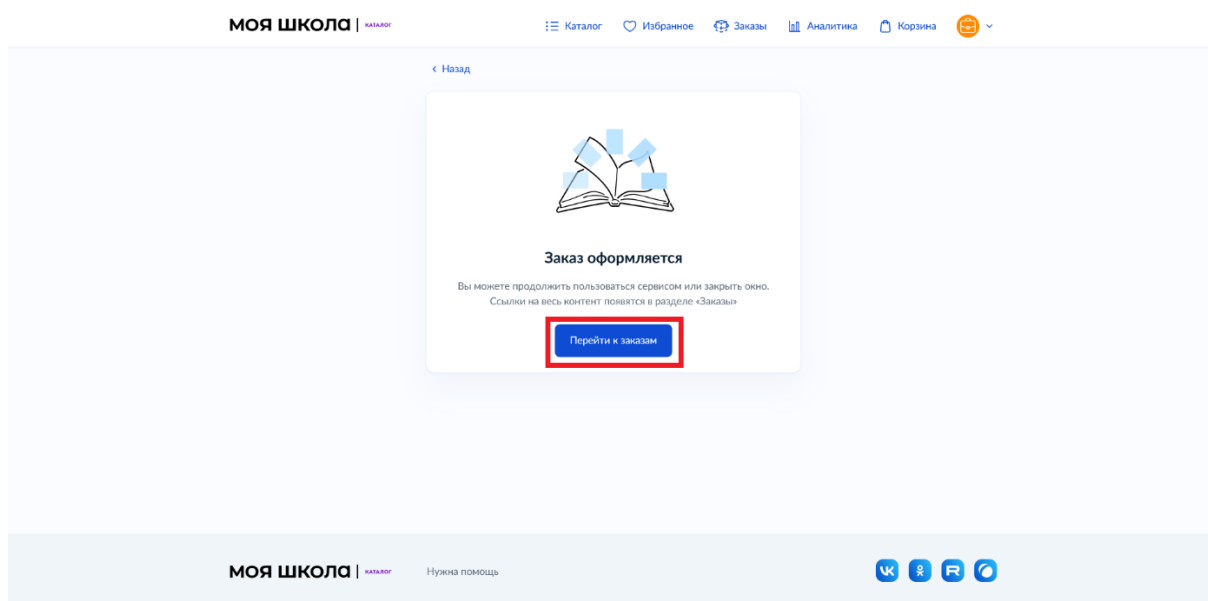 МОЯ ШКОЛА | КАТАЛОГ
Каталог
Избранное
Заказы
Аналитика
Корзина
Назад
Заказ оформляется
Вы можете продолжить пользоваться сервисом или закрыть окно.
Ссылки на весь контент появятся в разделе «Заказы»
Перейти к заказам
МОЯ ШКОЛА | КАТАЛОГ
Нужна помощь